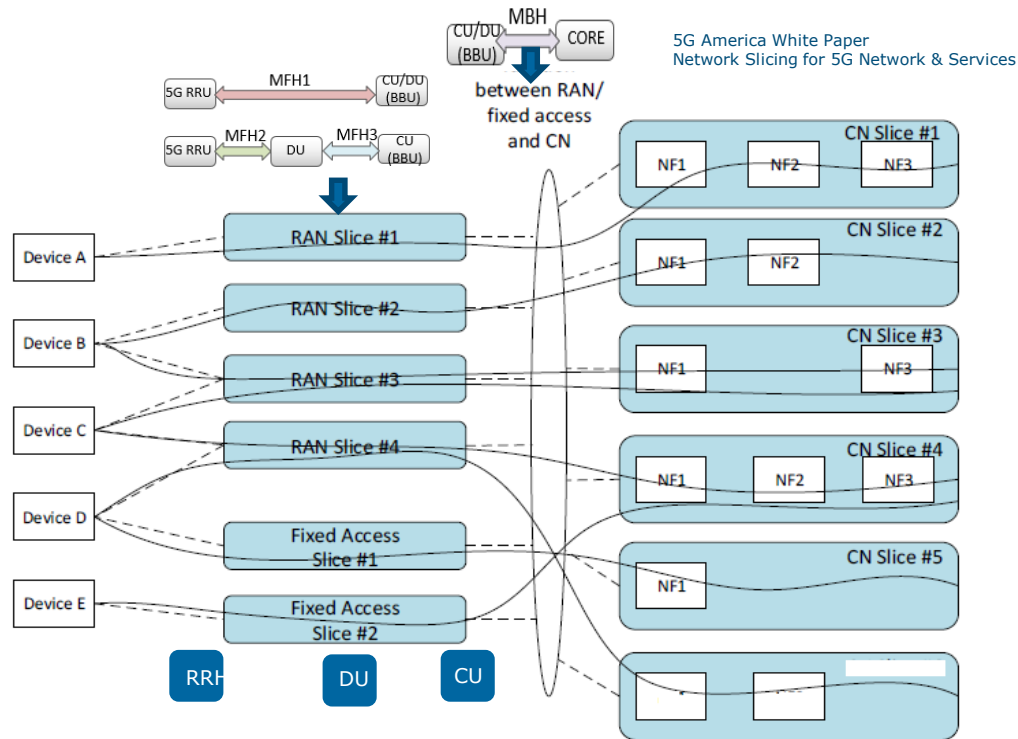 MBH
CU/DU
(BBU)
CORE
5G America White Paper
Network Slicing for 5G Network & Services
MFH1
5G RRU
CU/DU
(BBU)
between RAN/
fixed access
and CN
MFH2
MFH3
5G RRU
DU
CU
(BBU)
CN Slice #1
NF1
NF2
NF3
RAN Slice #1
Device A
CN Slice #2
NF1
NF2
RAN Slice #2
Device B
CN Slice #3
NF1
NF3
RAN Slice #3
Device C
RAN Slice #4
CN Slice #4
NF1
NF2
NF3
Device D
Fixed Access
Slice #1
CN Slice #5
NF1
Device E
Fixed Access
Slice #2
RRH
DU
CU